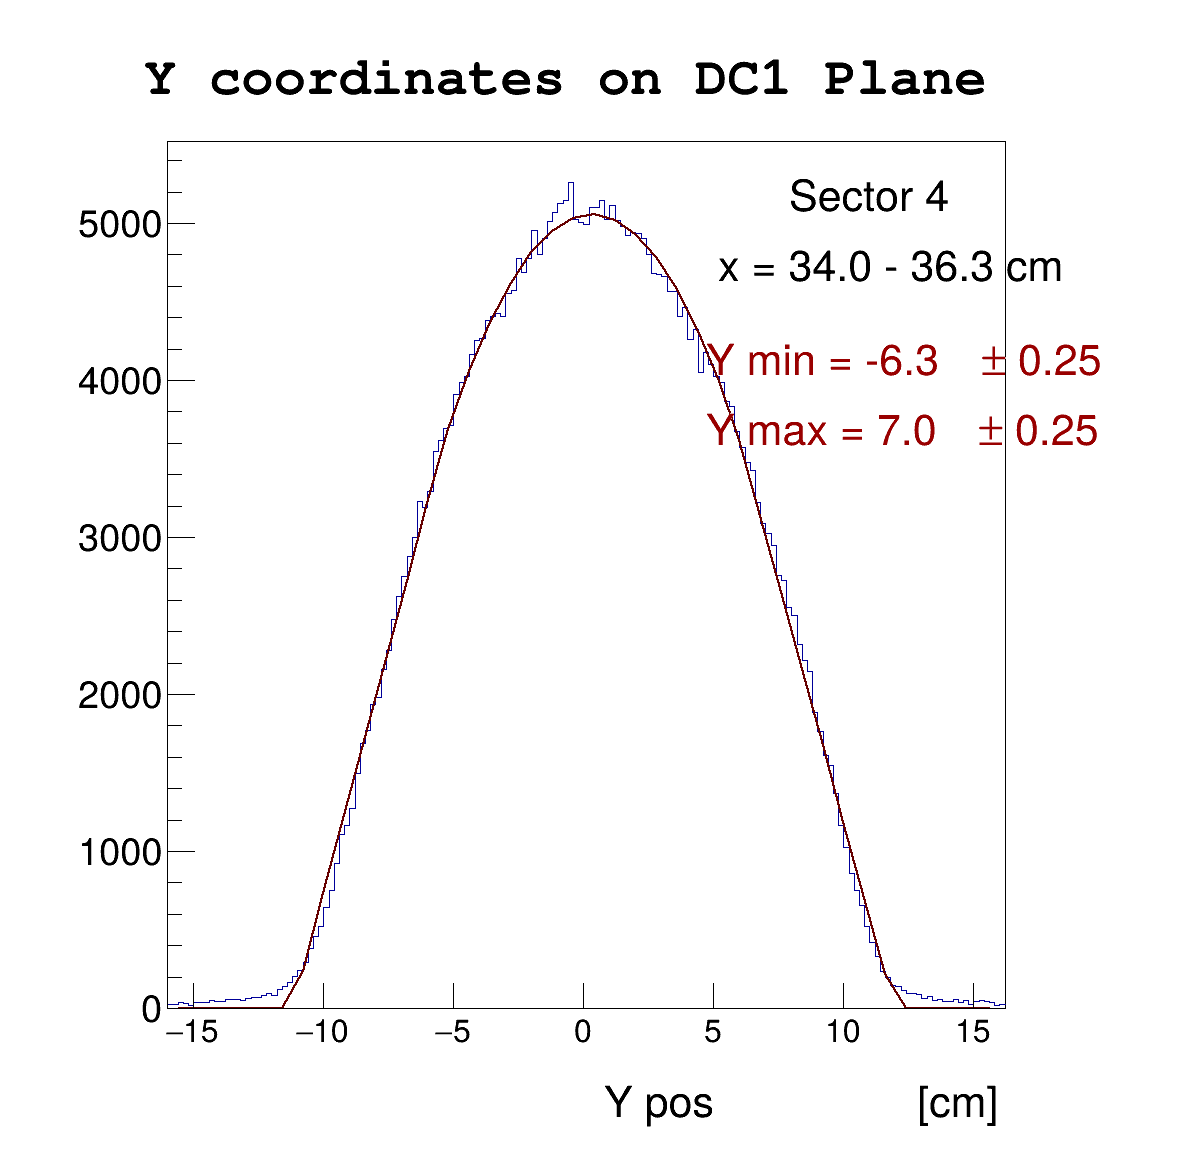 Y coordinates on DC1 Plane
Sector 4
x = 34.0 - 36.3 cm
Y min = -6.3 ± 0.25
Y max = 7.0 ± 0.25
5000
4000
3000
2000
1000
0
−15 −10 −5 0 5 10 15
Y pos [cm]